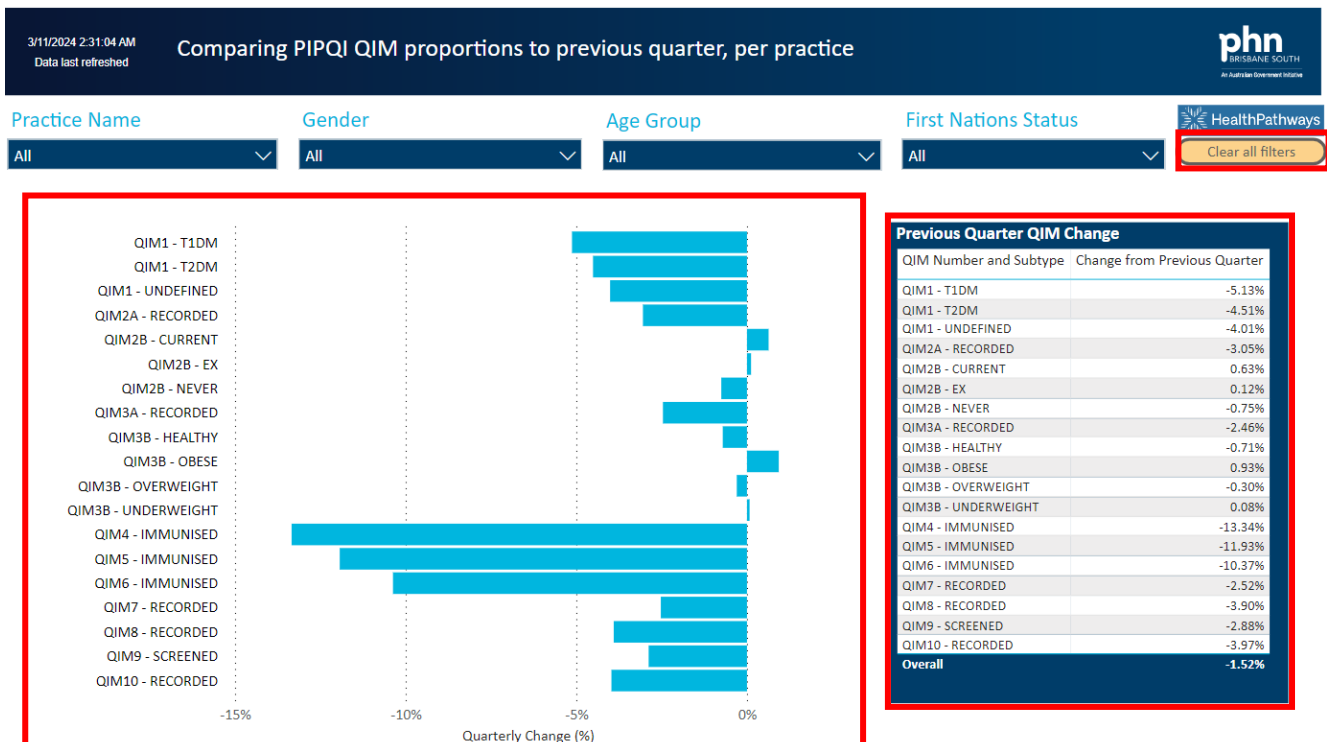 3/11/2024 2:31:04 AM
Data last refreshed
Comparing PIPQI QIM proportions to previous quarter, per practice
phn
BRISBANE SOUTH
An Australian Government Initiative
Practice Name
Gender
Age Group
First Nations Status
HealthPathways
All
All
All
All
Clear all filters
QIM1 - T1DM
QIM1 - T2DM
QIM1 - UNDEFINED
QIM2A - RECORDED
QIM2B - CURRENT
QIM2B - EX
QIM2B - NEVER
QIM3A - RECORDED
QIM3B - HEALTHY
QIM3B - OBESE
QIM3B - OVERWEIGHT
QIM3B - UNDERWEIGHT
QIM4 - IMMUNISED
QIM5 - IMMUNISED
QIM6 - IMMUNISED
QIM7 - RECORDED
QIM8 - RECORDED
QIM9 - SCREENED
QIM10 - RECORDED
-15% -10% -5% 0%
Quarterly Change (%)
Previous Quarter QIM Change
QIM Number and Subtype Change from Previous Quarter
QIM1 - T1DM -5.13%
QIM1 - T2DM -4.51%
QIM1 - UNDEFINED -4.01%
QIM2A - RECORDED -3.05%
QIM2B - CURRENT 0.63%
QIM2B - EX 0.12%
QIM2B - NEVER -0.75%
QIM3A - RECORDED -2.46%
QIM3B - HEALTHY -0.71%
QIM3B - OBESE 0.93%
QIM3B - OVERWEIGHT -0.30%
QIM3B - UNDERWEIGHT 0.08%
QIM4 - IMMUNISED -13.34%
QIM5 - IMMUNISED -11.93%
QIM6 - IMMUNISED -10.37%
QIM7 - RECORDED -2.52%
QIM8 - RECORDED -3.90%
QIM9 - SCREENED -2.88%
QIM10 - RECORDED -3.97%
Overall -1.52%